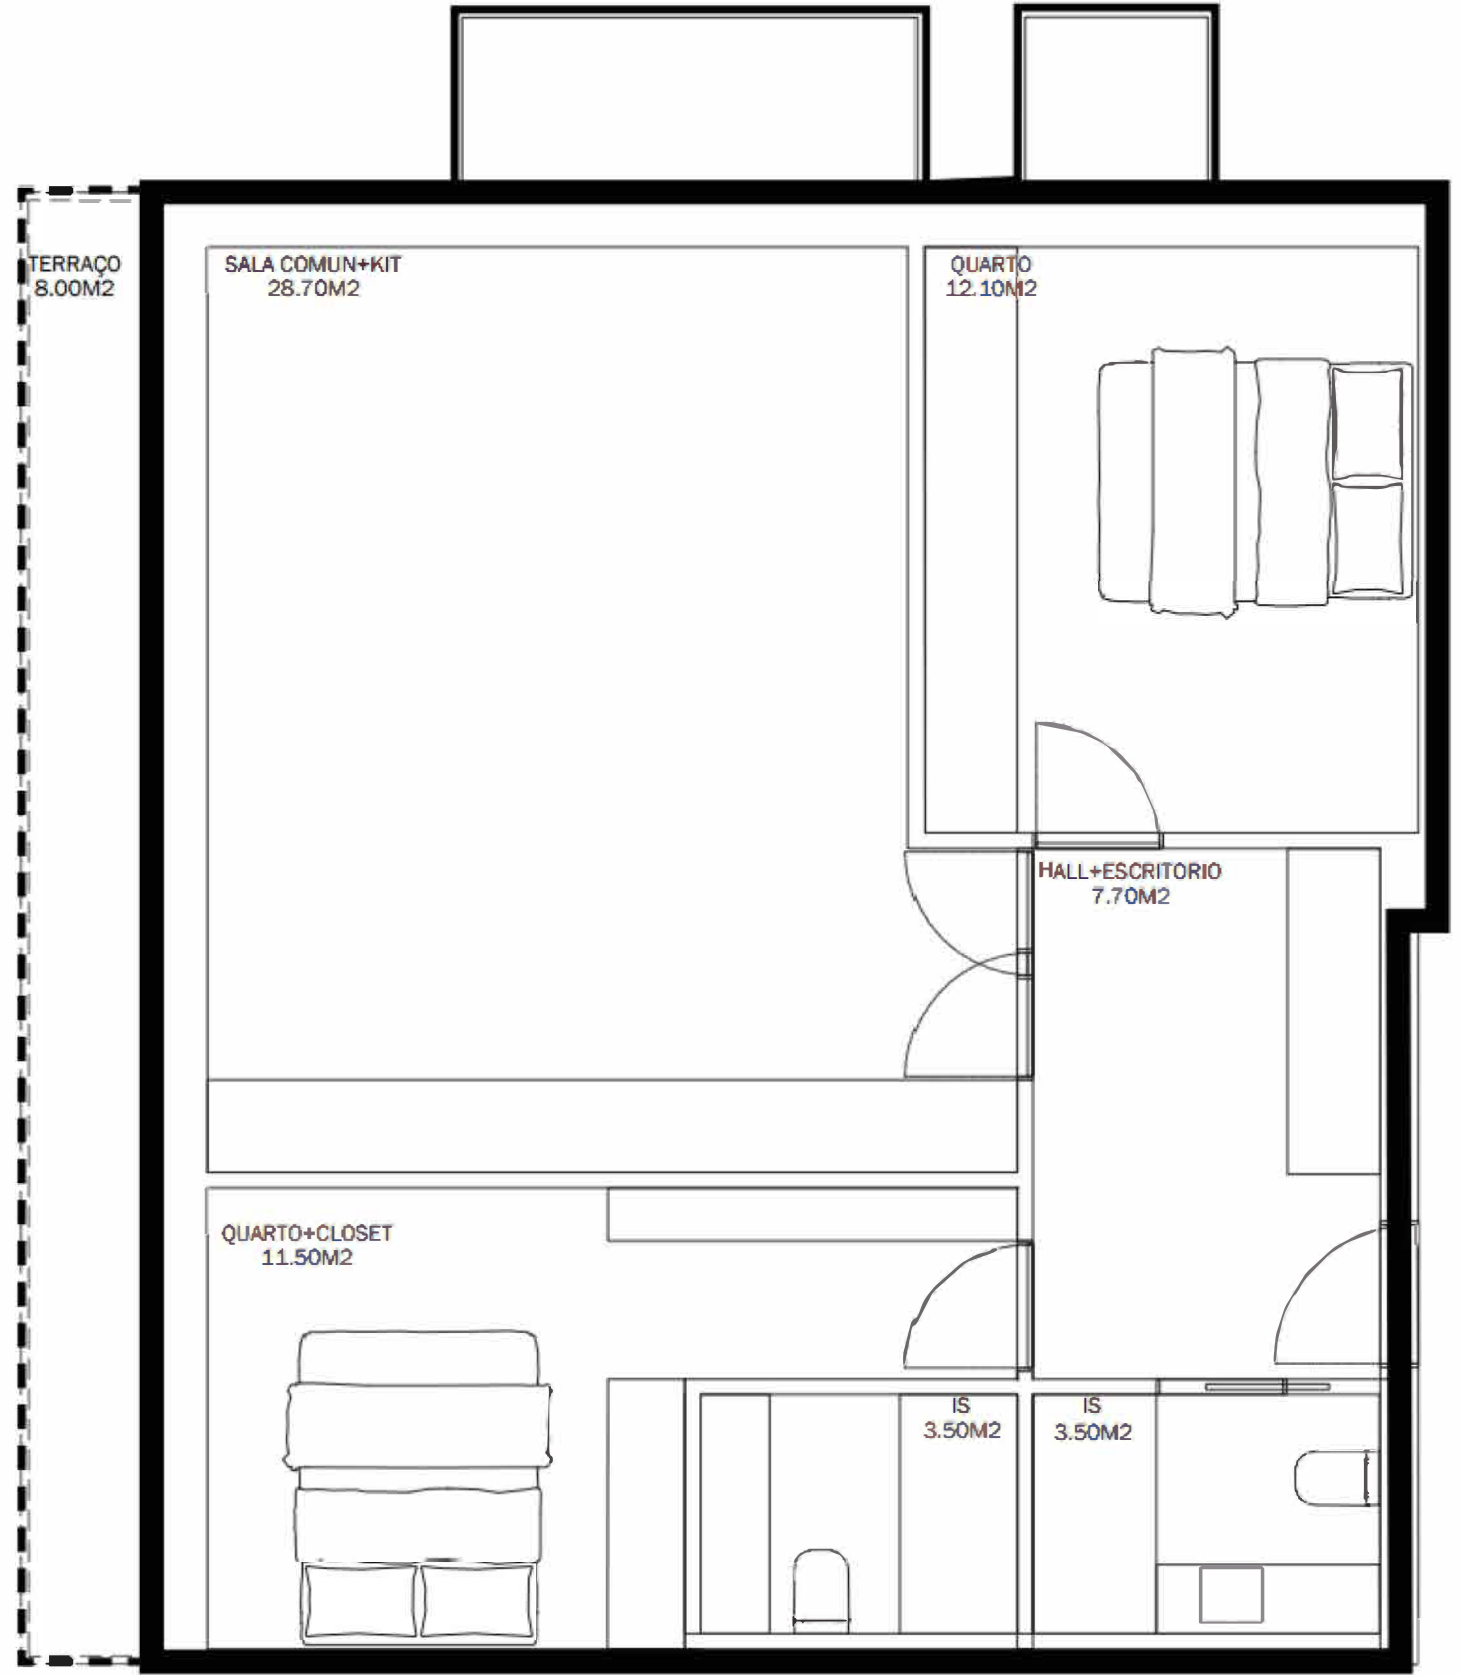 TERRAÇO
8.00M2
SALA COMUN+KIT
28.70M2
QUARTO
12.10M2
HALL+ESCRITORIO
7.70M2
QUARTO+CLOSET
11.50M2
IS
3.50M2
IS
3.50M2